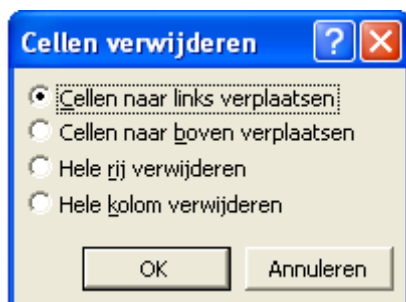 Cellen verwijderen
Cellen naar links verplaatsen
Cellen naar boven verplaatsen
Hele rij verwijderen
Hele kolom verwijderen
OK
Annuleren